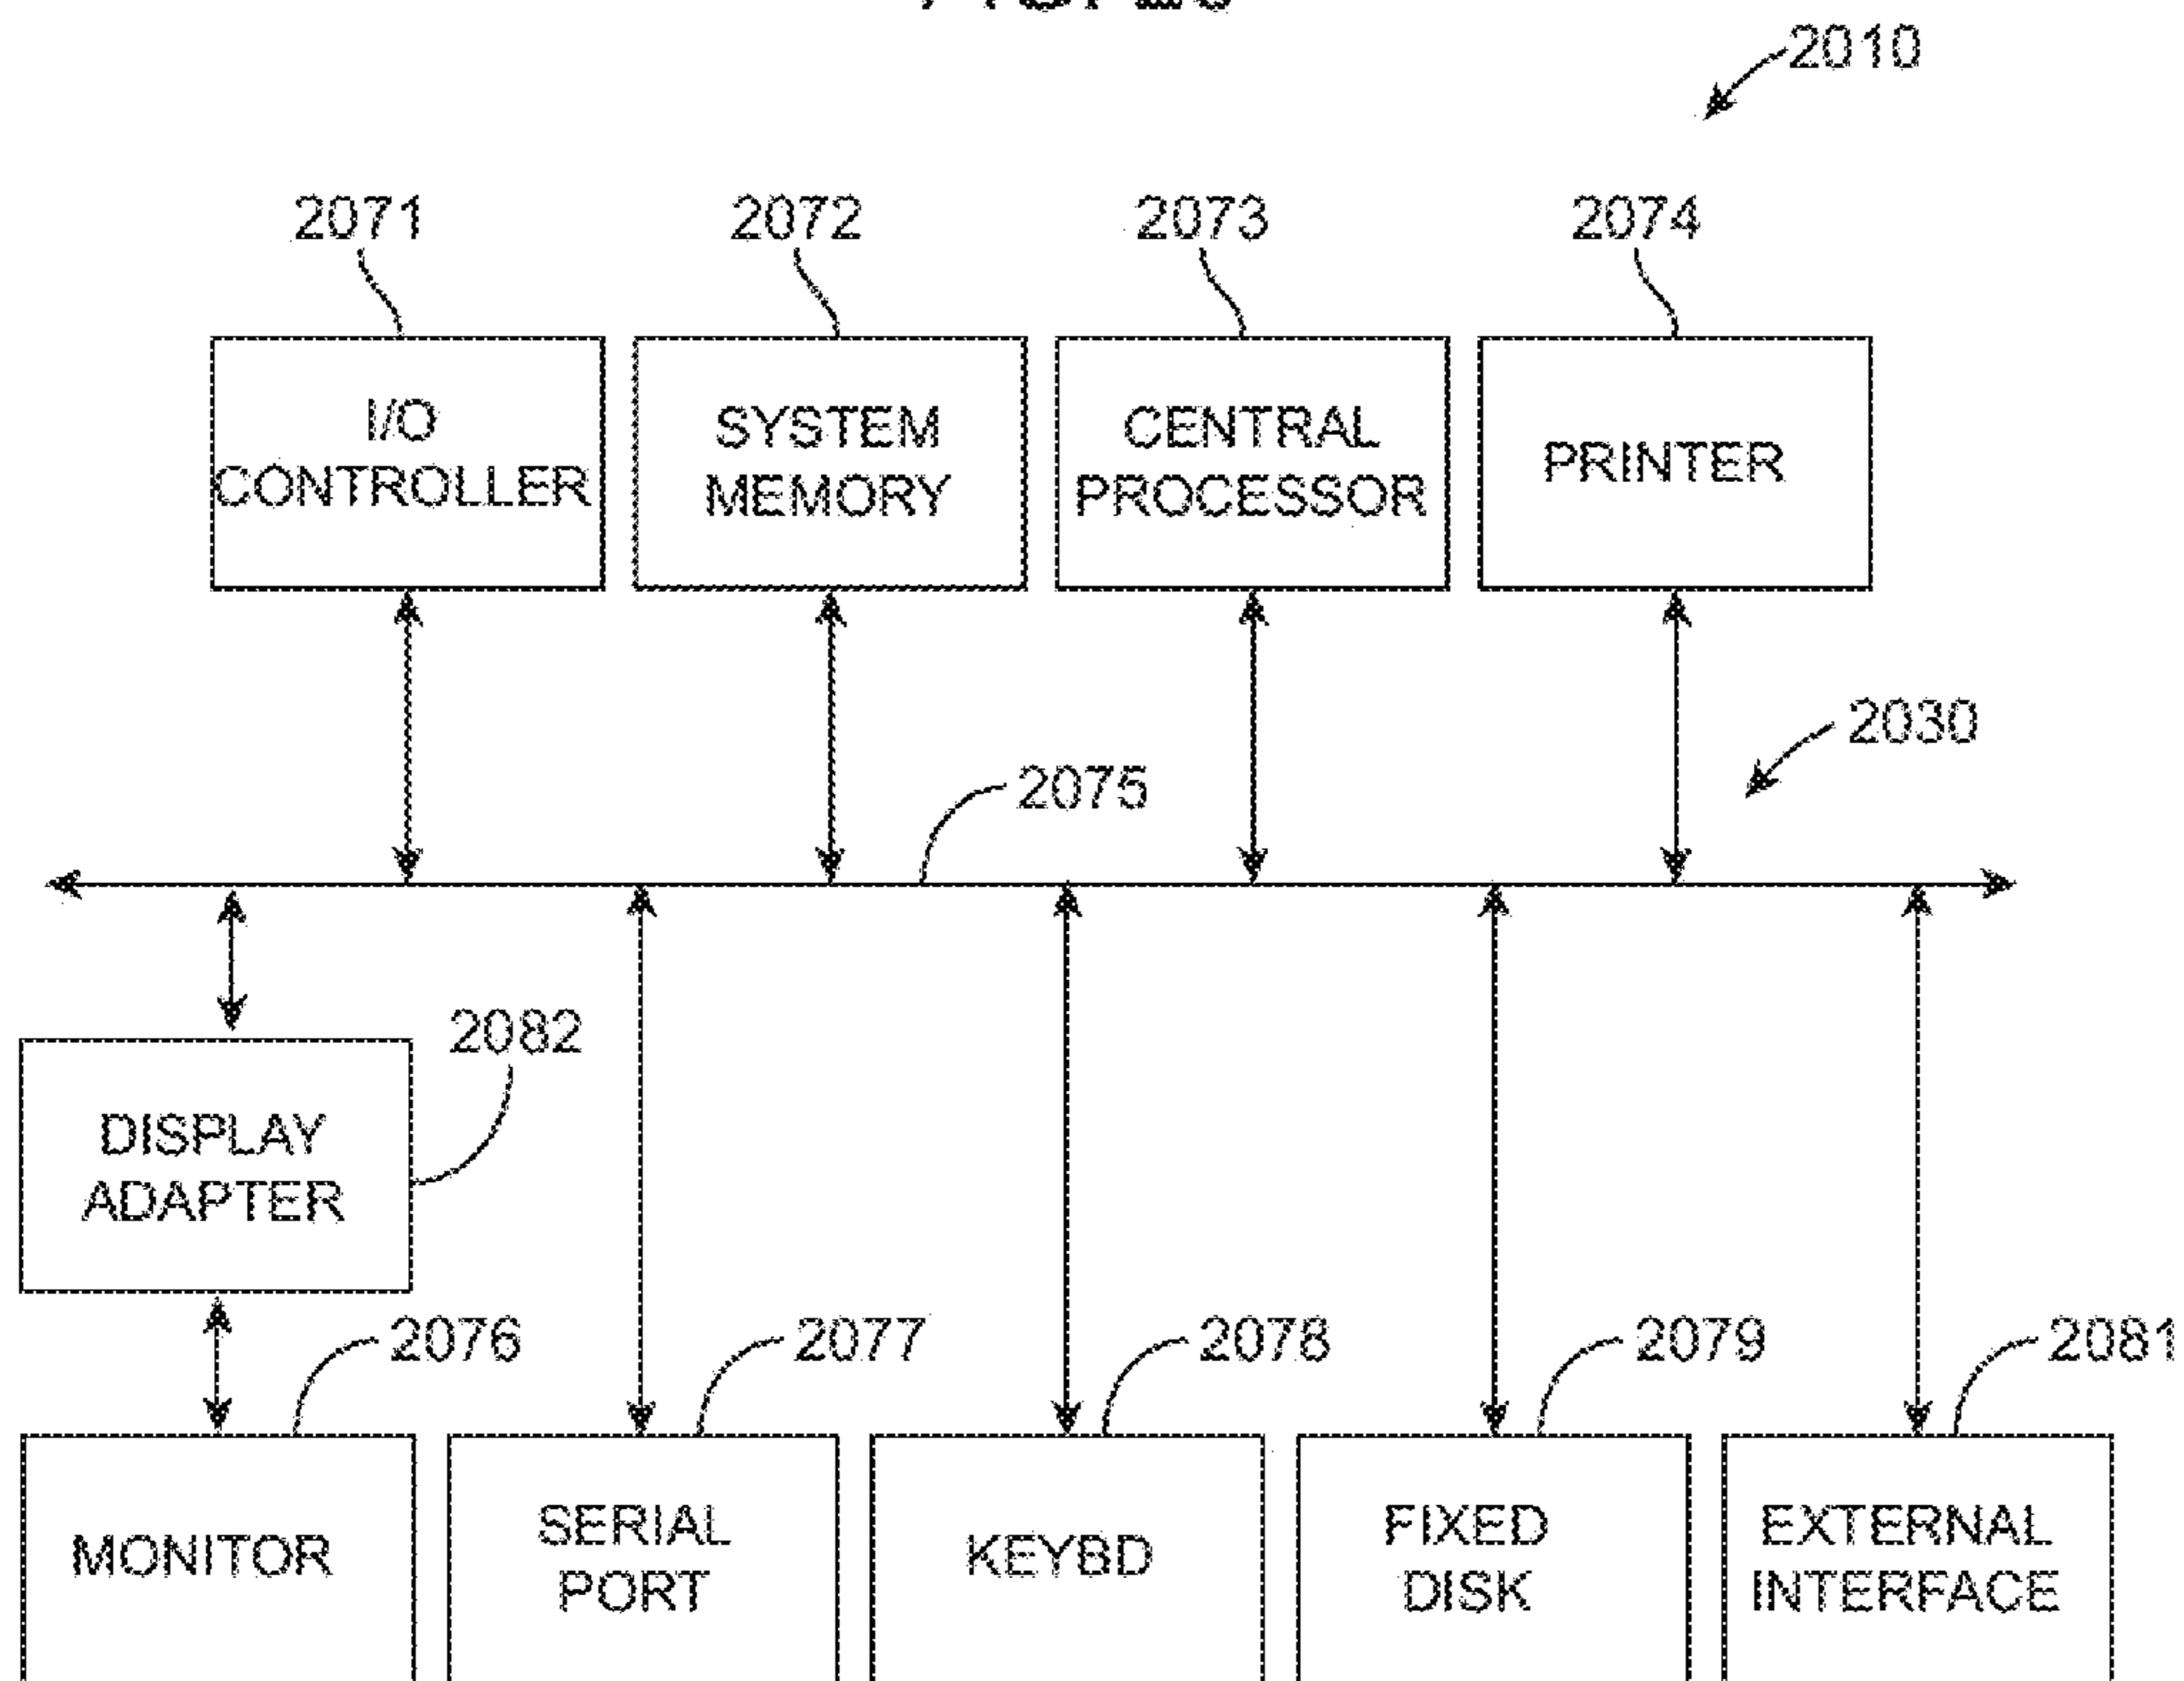 2010
2071
2072
2073
2074
I/O
CONTROLLER
SYSTEM
MEMORY
CENTRAL
PROCESSOR
PRINTER
2030
2075
2082
DISPLAY
ADAPTER
2076
2077
2078
2079
2081
MONITOR
SERIAL
PORT
KEYBD
FIXED
DISK
EXTERNAL
INTERFACE